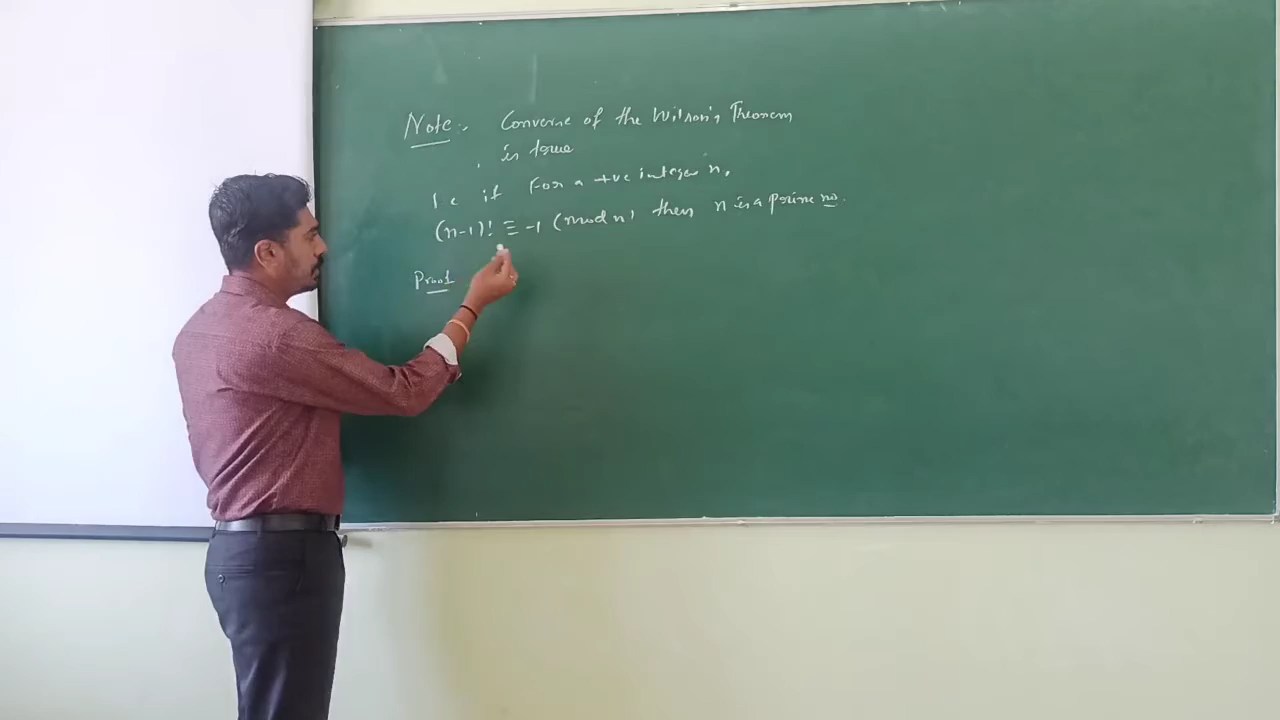 Note:- Converse of the Wilson's Theorem
is true
i.e if For a +ve integer n,
(n-1)! ≡ -1 (mod n) then n is a prime no.
Proof